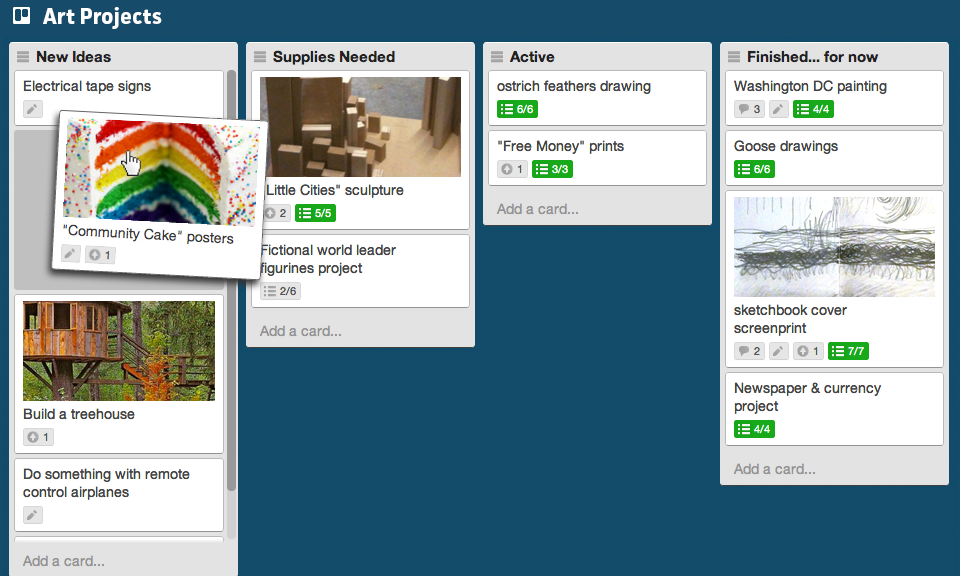 Art Projects
New Ideas
Electrical tape signs
"Community Cake" posters
1
Build a treehouse
1
Do something with remote
control airplanes
Add a card...
Supplies Needed
Little Cities" sculpture
2 5/5
Fictional world leader
figurines project
2/6
Add a card...
Active
ostrich feathers drawing
6/6
"Free Money" prints
1 3/3
Add a card...
Finished... for now
Washington DC painting
3 4/4
Goose drawings
6/6
sketchbook cover
screenprint
2 1 7/7
Newspaper & currency
project
4/4
Add a card...